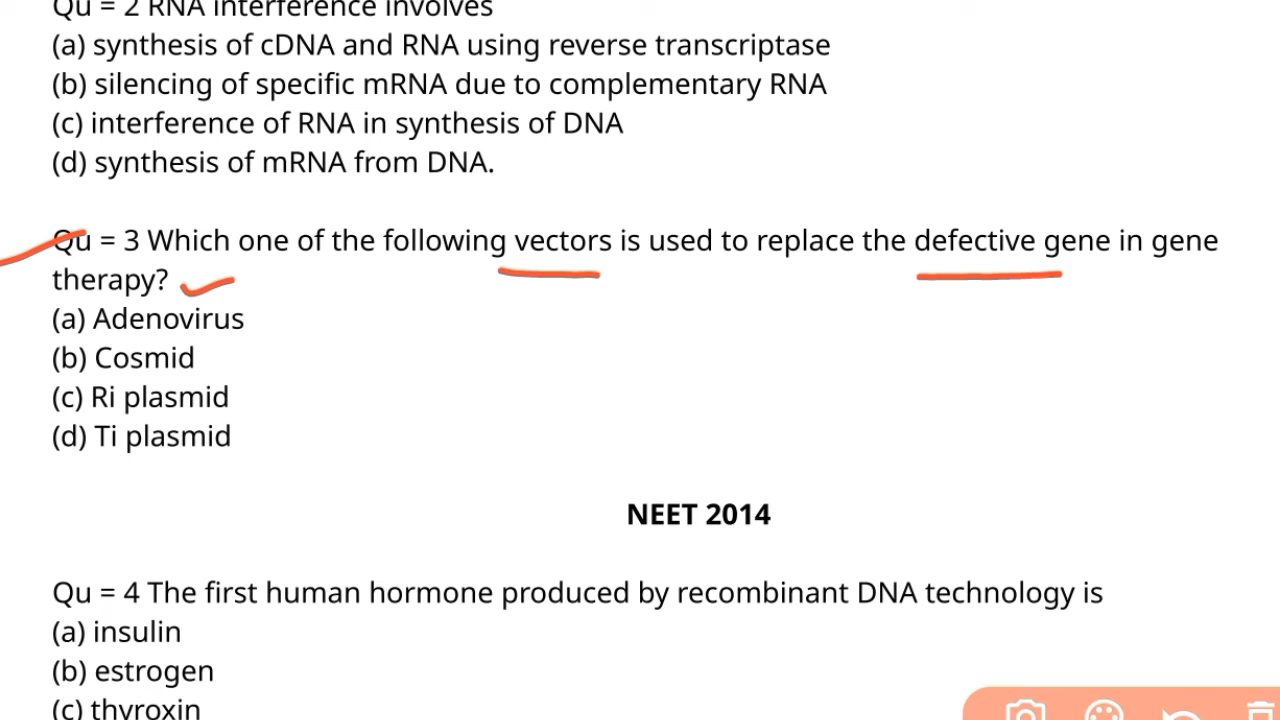 Qu = 2 RNA interference involves
(a) synthesis of cDNA and RNA using reverse transcriptase
(b) silencing of specific mRNA due to complementary RNA
(c) interference of RNA in synthesis of DNA
(d) synthesis of mRNA from DNA.
Qu = 3 Which one of the following vectors is used to replace the defective gene in gene
therapy?
(a) Adenovirus
(b) Cosmid
(c) Ri plasmid
(d) Ti plasmid
NEET 2014
Qu = 4 The first human hormone produced by recombinant DNA technology is
(a) insulin
(b) estrogen
(c) thyroxin